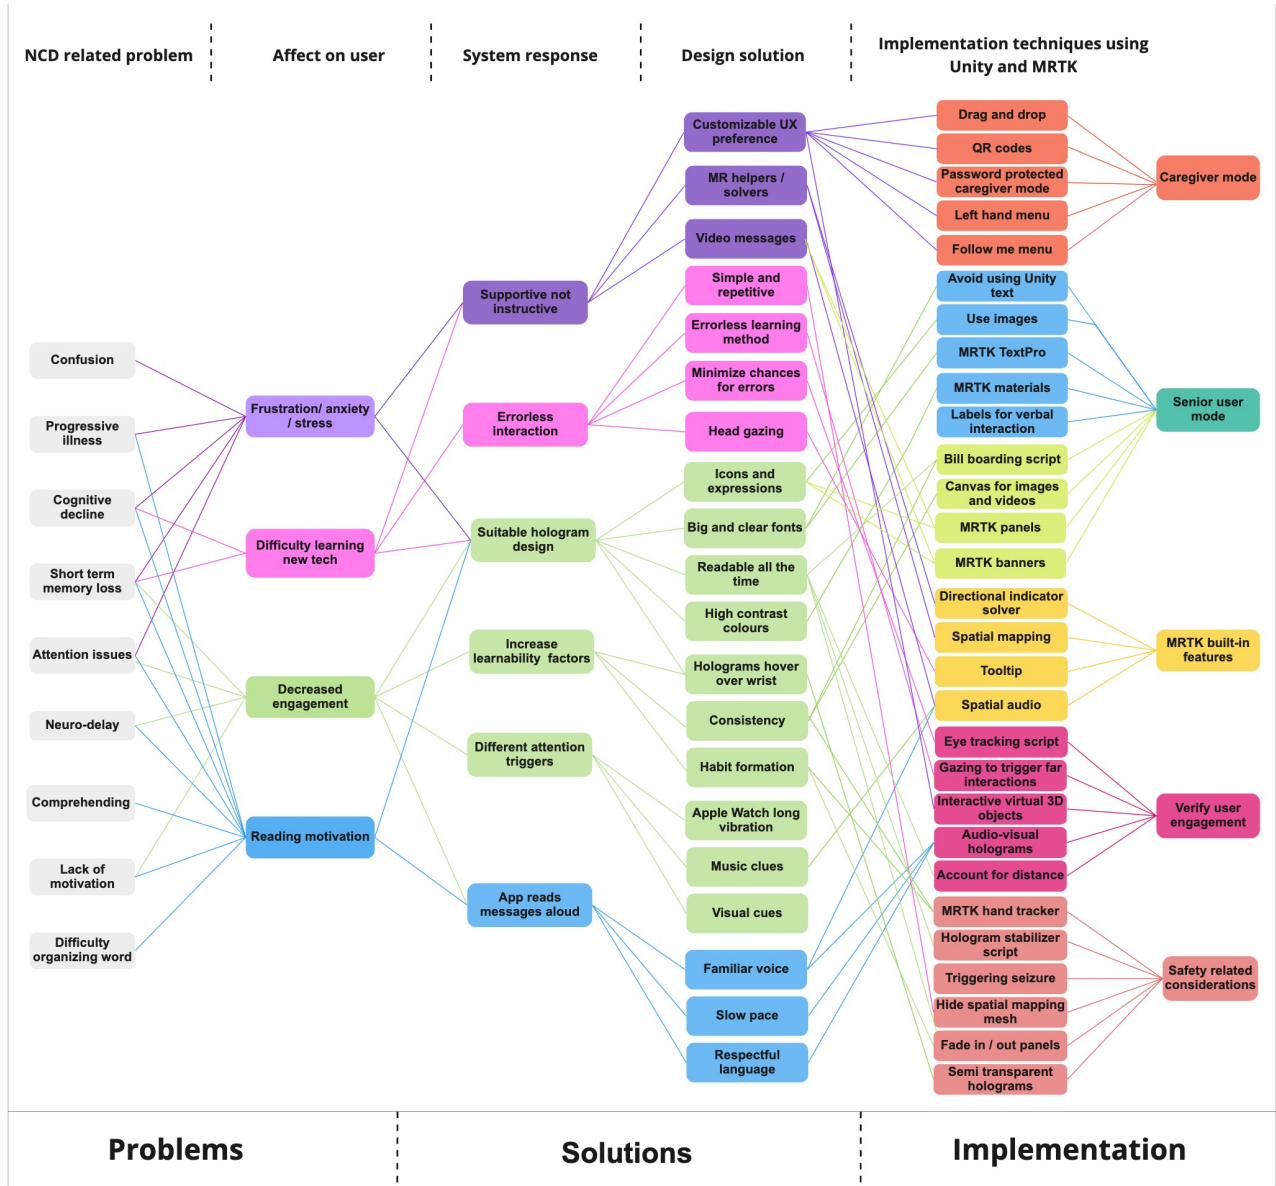 NCD related problem
Affect on user
System response
Design solution
Implementation techniques using
Unity and MRTK
Confusion
Progressive
illness
Cognitive
decline
Short term
memory loss
Attention issues
Neuro-delay
Comprehending
Lack of
motivation
Difficulty
organizing word
Frustration/ anxiety
/ stress
Difficulty learning
new tech
Decreased
engagement
Reading motivation
Supportive not
instructive
Errorless
interaction
Suitable hologram
design
Increase
learnability factors
Different attention
triggers
App reads
messages aloud
Customizable UX
preference
MR helpers /
solvers
Video messages
Simple and
repetitive
Errorless learning
method
Minimize chances
for errors
Head gazing
Icons and
expressions
Big and clear fonts
Readable all the
time
High contrast
colours
Holograms hover
over wrist
Consistency
Habit formation
Apple Watch long
vibration
Music clues
Visual cues
Familiar voice
Slow pace
Respectful
language
Drag and drop
QR codes
Password protected
caregiver mode
Left hand menu
Follow me menu
Avoid using Unity
text
Use images
MRTK TextPro
MRTK materials
Labels for verbal
interaction
Bill boarding script
Canvas for images
and videos
MRTK panels
MRTK banners
Directional indicator
solver
Spatial mapping
Tooltip
Spatial audio
Eye tracking script
Gazing to trigger far
interactions
Interactive virtual 3D
objects
Audio-visual
holograms
Account for distance
MRTK hand tracker
Hologram stabilizer
script
Triggering seizure
Hide spatial mapping
mesh
Fade in / out panels
Semi transparent
holograms
Caregiver mode
Senior user
mode
MRTK built-in
features
Verify user
engagement
Safety related
considerations
Problems
Solutions
Implementation